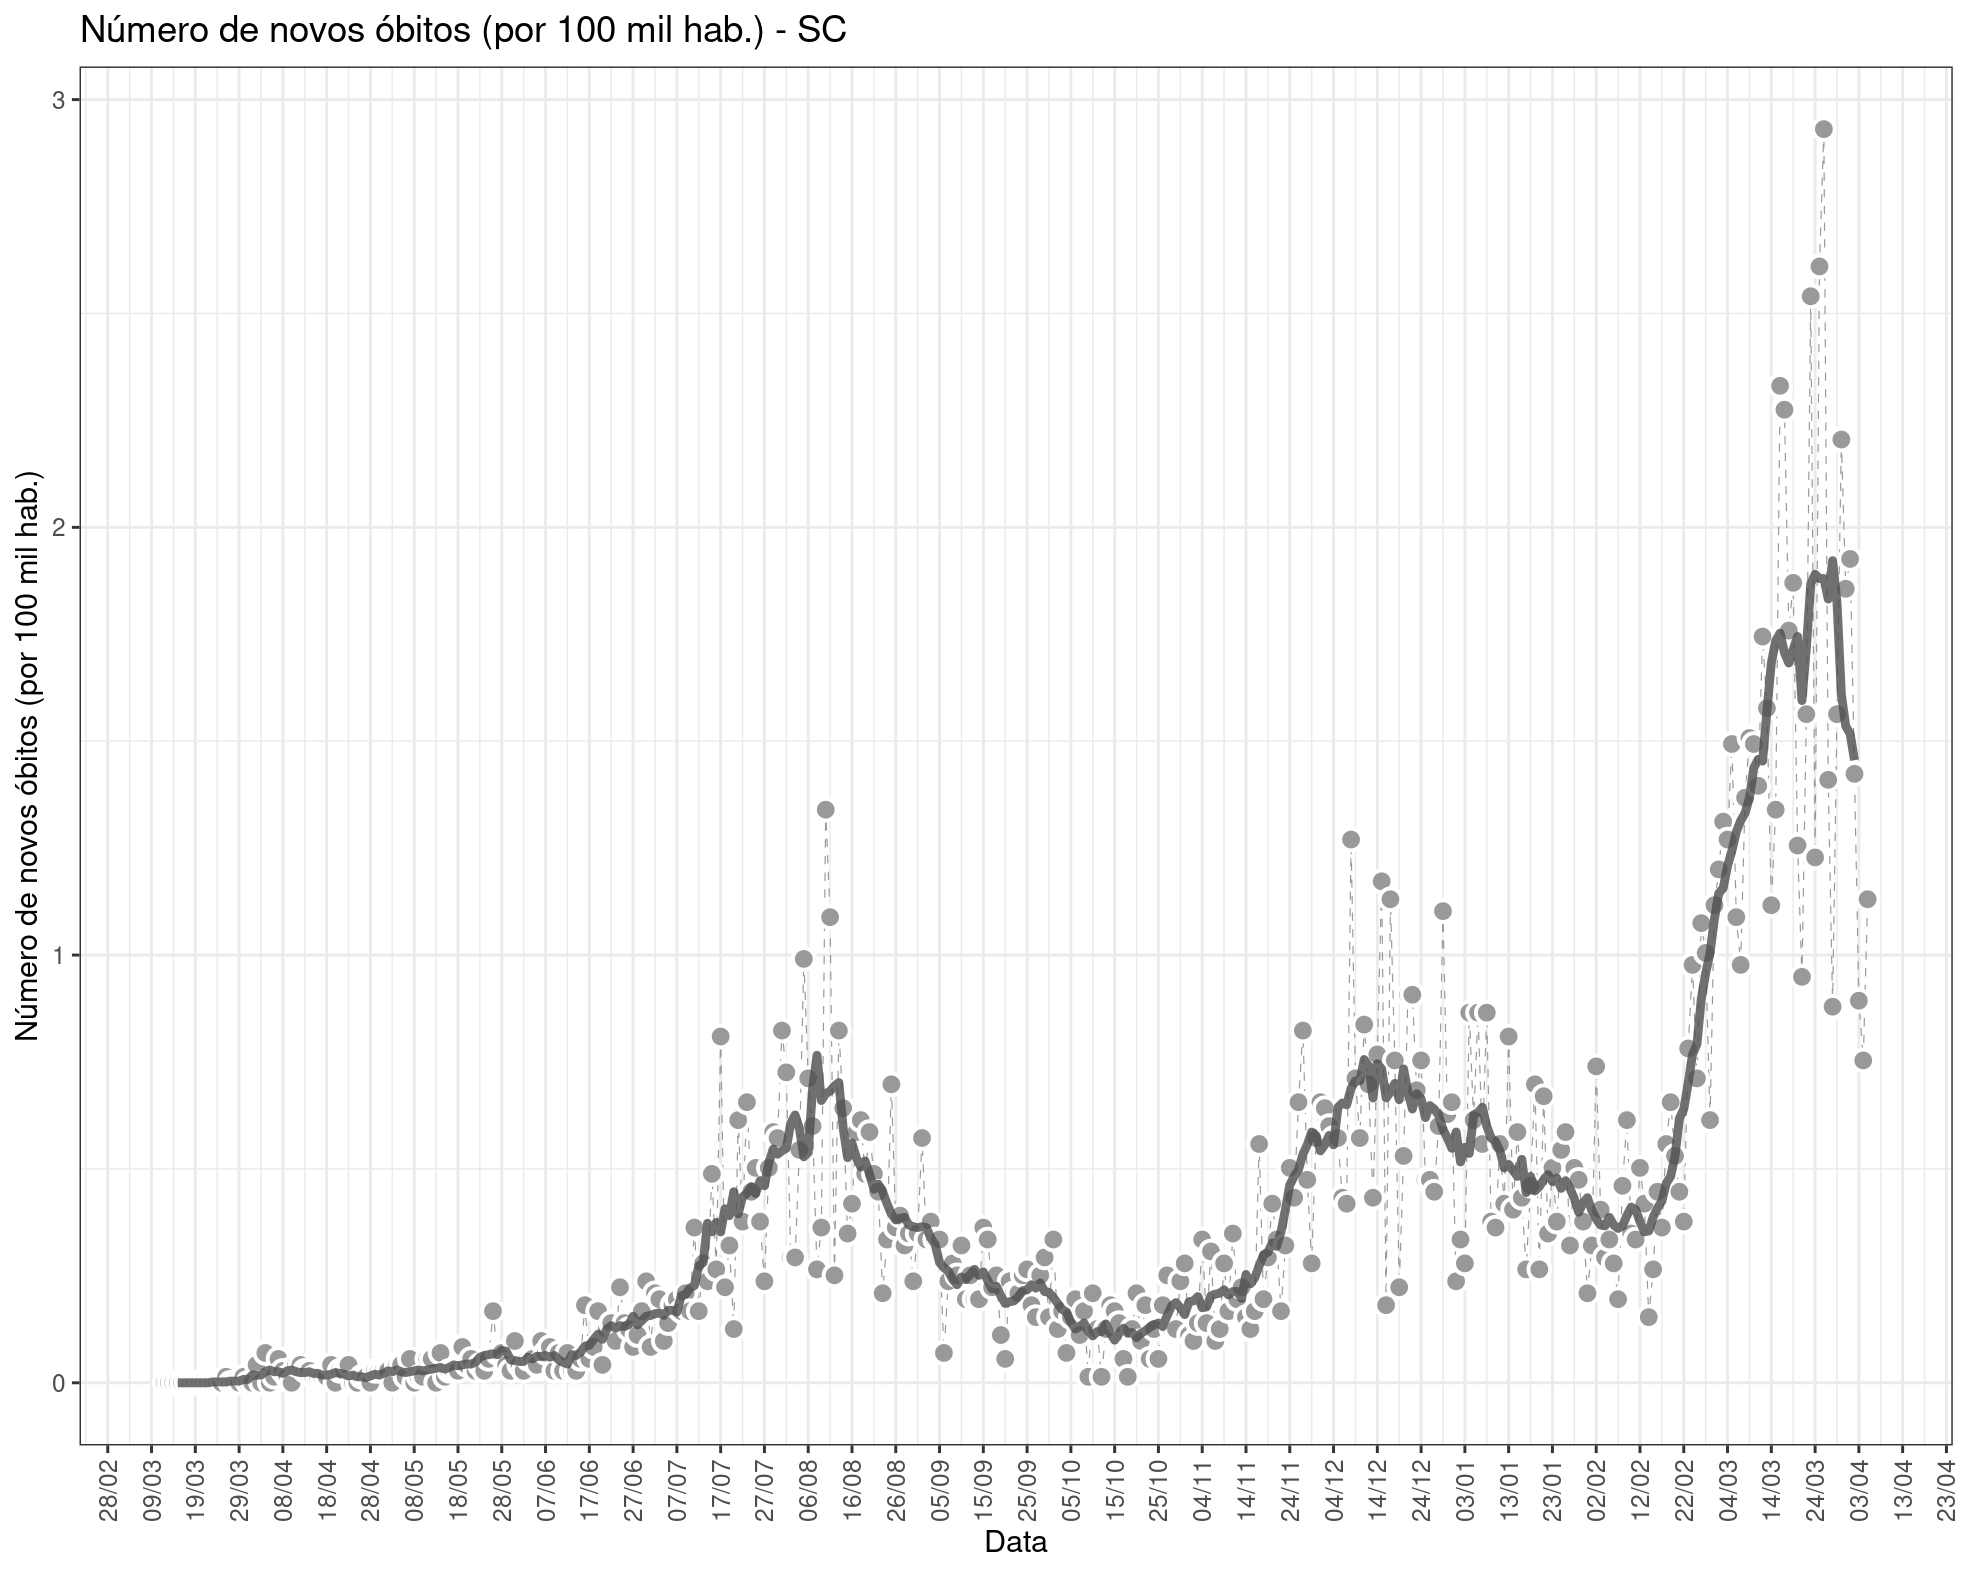 Número de novos óbitos (por 100 mil hab.) - SC
Número de novos óbitos (por 100 mil hab.)
3
2
1
0
28/02 09/03 19/03 29/03 08/04 18/04 28/04 08/05 18/05 28/05 07/06 17/06 27/06 07/07 17/07 27/07 06/08 16/08 26/08 05/09 15/09 25/09 05/10 15/10 25/10 04/11 14/11 24/11 04/12 14/12 24/12 03/01 13/01 23/01 02/02 12/02 22/02 04/03 14/03 24/03 03/04 13/04 23/04
Data